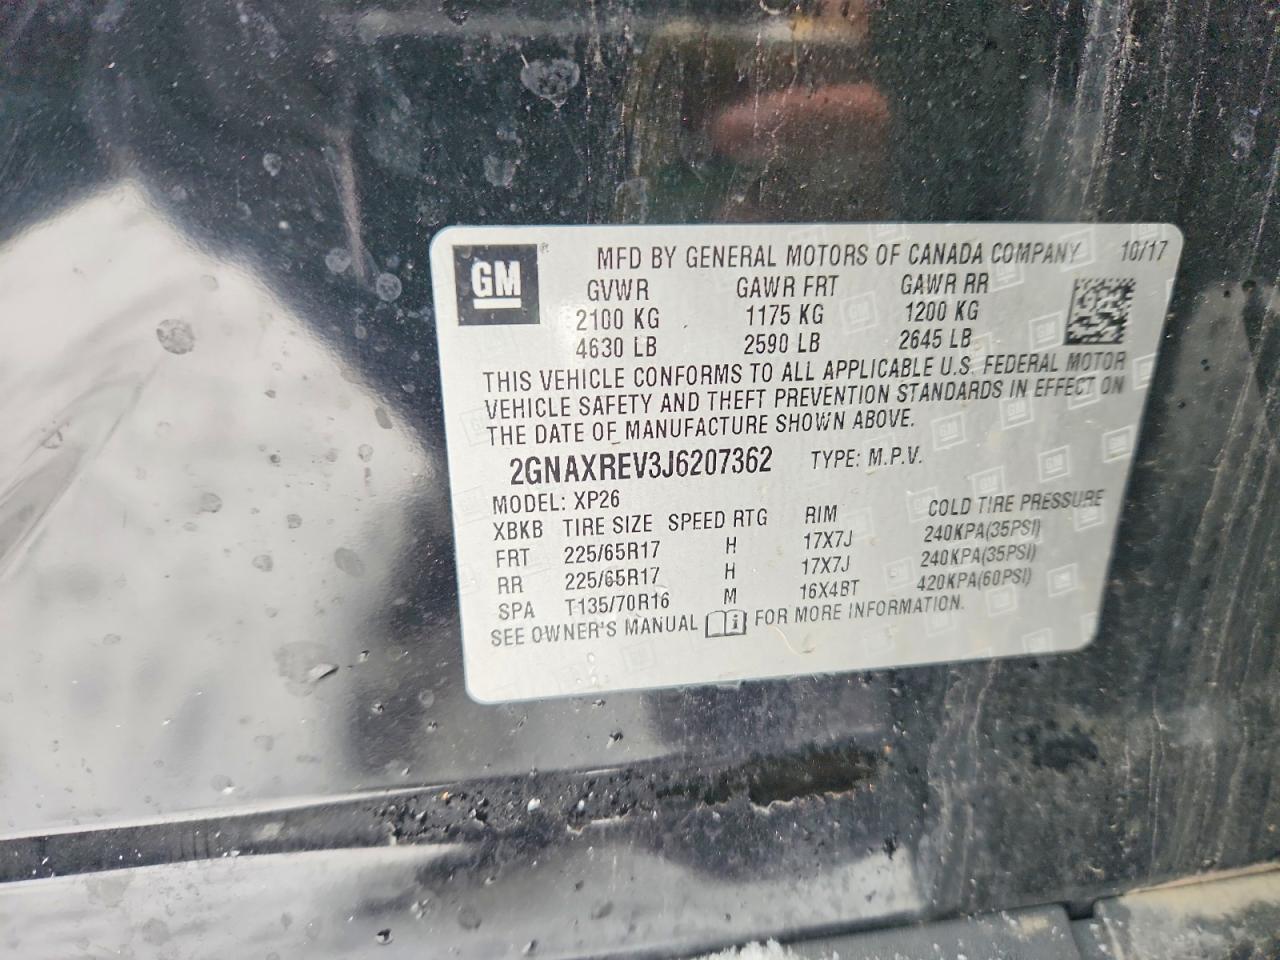 GM ® MFD BY GENERAL MOTORS OF CANADA COMPANY 10/17
GVWR GAWR FRT GAWR RR
2100 KG 1175 KG 1200 KG
4630 LB 2590 LB 2645 LB
THIS VEHICLE CONFORMS TO ALL APPLICABLE U.S. FEDERAL MOTOR
VEHICLE SAFETY AND THEFT PREVENTION STANDARDS IN EFFECT ON
THE DATE OF MANUFACTURE SHOWN ABOVE.
2GNAXREV3J6207362 TYPE: M.P.V.
MODEL: XP26
XBKB TIRE SIZE SPEED RTG RIM COLD TIRE PRESSURE
FRT 225/65R17 H 17X7J 240KPA(35PSI)
RR 225/65R17 H 17X7J 240KPA(35PSI)
SPA T135/70R16 M 16X4BT 420KPA(60PSI)
SEE OWNER'S MANUAL i FOR MORE INFORMATION.